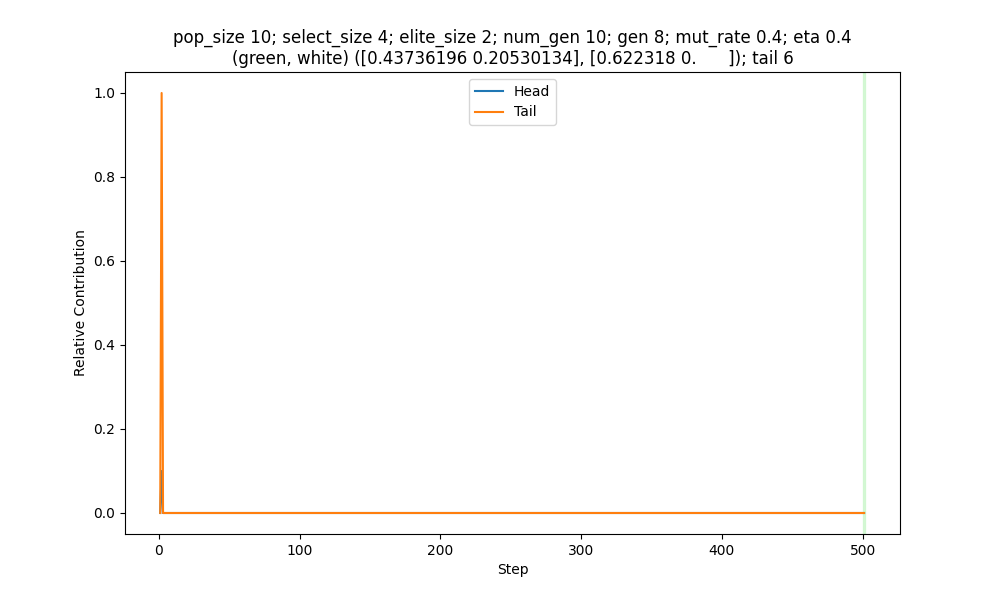 pop_size 10; select_size 4; elite_size 2; num_gen 10; gen 8; mut_rate 0.4; eta 0.4
(green, white) ([0.43736196 0.20530134], [0.622318 0.      ]); tail 6
Head
Tail
1.0
0.8
0.6
0.4
0.2
0.0
Relative Contribution
0
100
200
300
400
500
Step